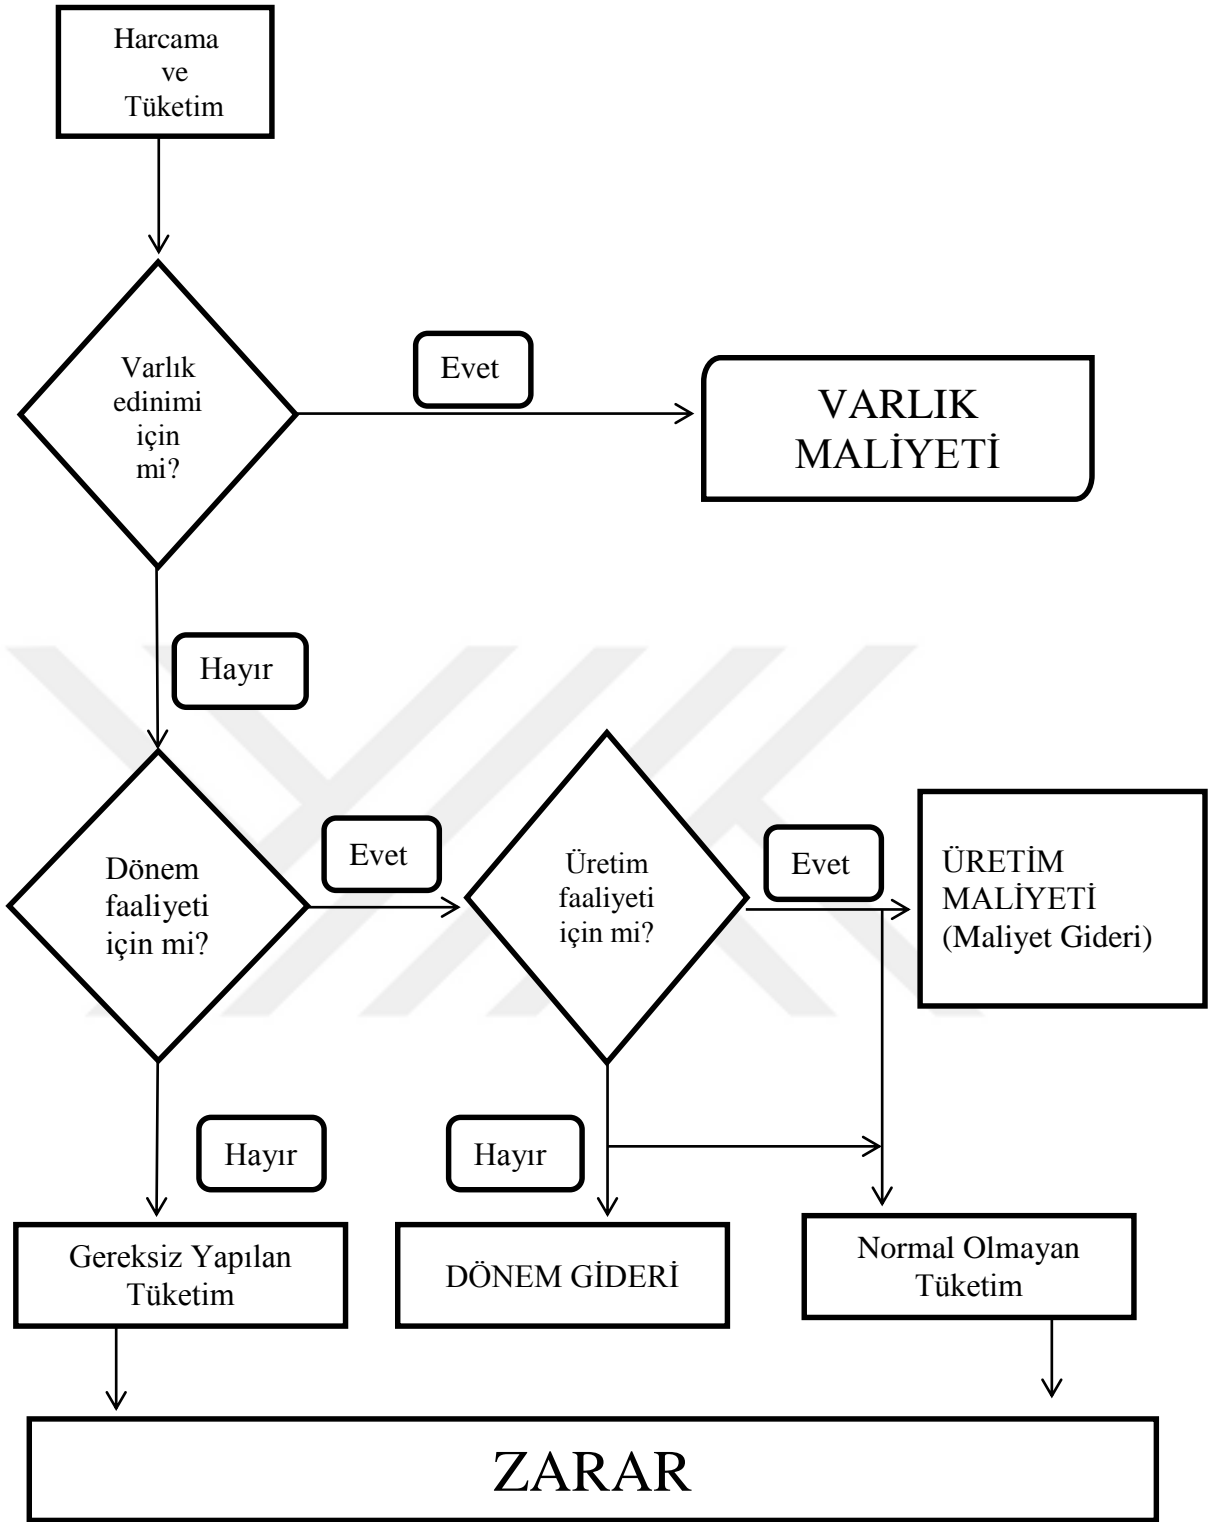 Harcama
ve
Tüketim
Varlık
edinimi
için
mi?
Evet
VARLIK
MALİYETİ
Hayır
Dönem
faaliyeti
için mi?
Evet
Üretim
faaliyeti
için mi?
Evet
ÜRETİM
MALİYETİ
(Maliyet Gideri)
Hayır
Hayır
Gereksiz Yapılan
Tüketim
DÖNEM GİDERİ
Normal Olmayan
Tüketim
ZARAR